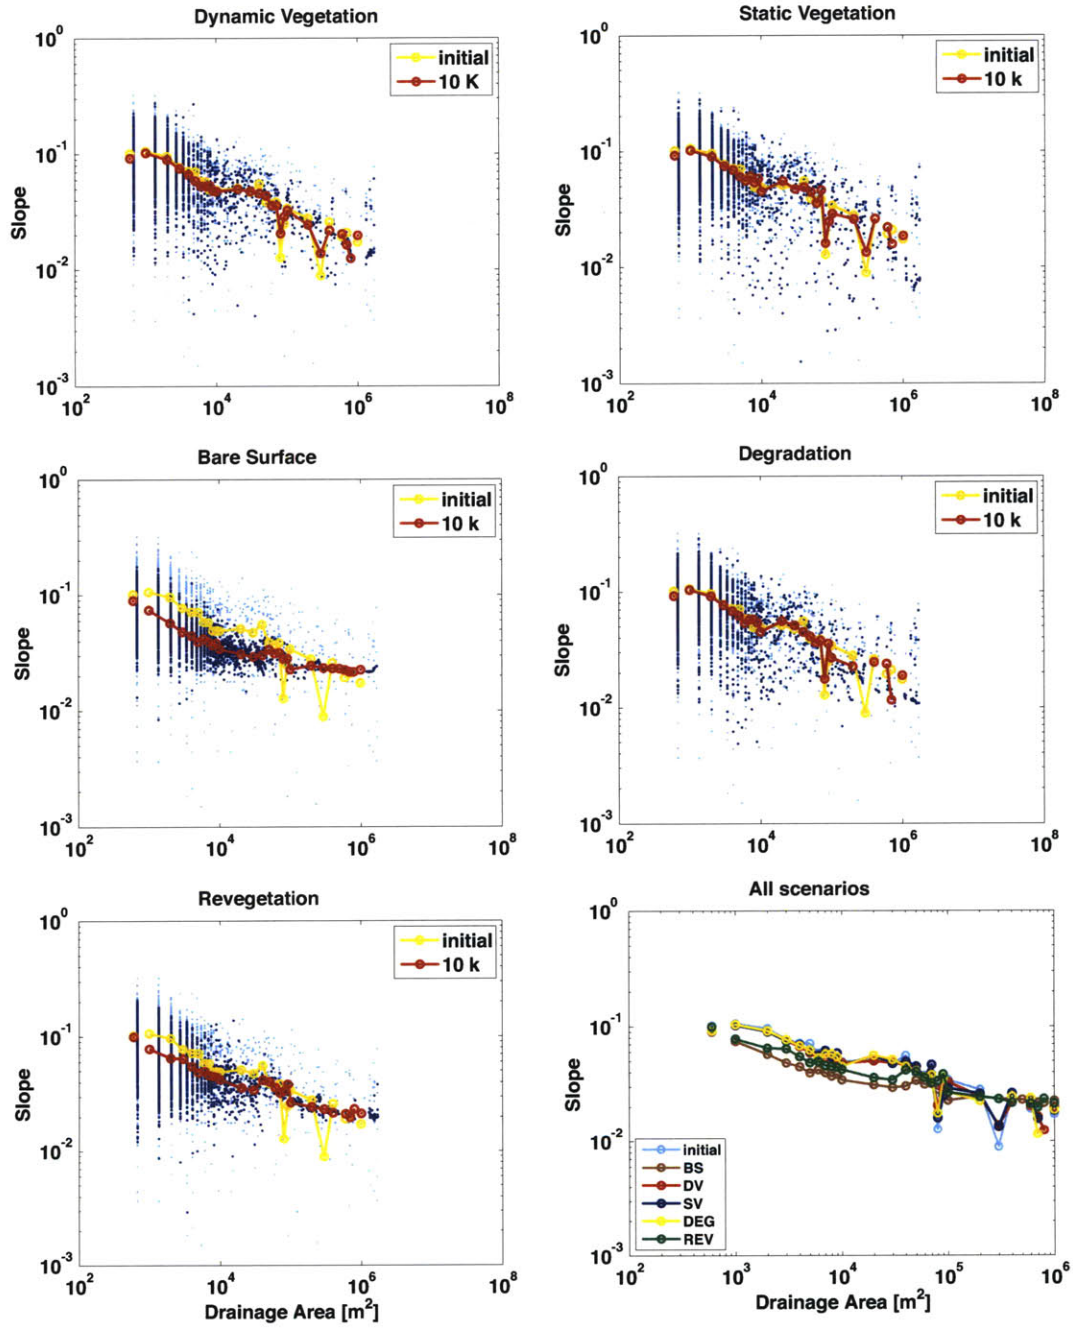 Dynamic Vegetation
initial
10 K
Slope
10^0
10^-1
10^-2
10^-3
10^2
10^4
10^6
10^8
Static Vegetation
initial
10 k
Slope
10^0
10^-1
10^-2
10^-3
10^2
10^4
10^6
10^8
Bare Surface
initial
10 k
Slope
10^0
10^-1
10^-2
10^-3
10^2
10^4
10^6
10^8
Degradation
initial
10 k
Slope
10^0
10^-1
10^-2
10^-3
10^2
10^4
10^6
10^8
Revegetation
initial
10 k
Slope
10^0
10^-1
10^-2
10^-3
10^2
10^4
10^6
10^8
Drainage Area [m^2]
All scenarios
Slope
10^0
10^-1
10^-2
10^-3
initial
BS
DV
SV
DEG
REV
10^2
10^3
10^4
10^5
10^6
Drainage Area [m^2]